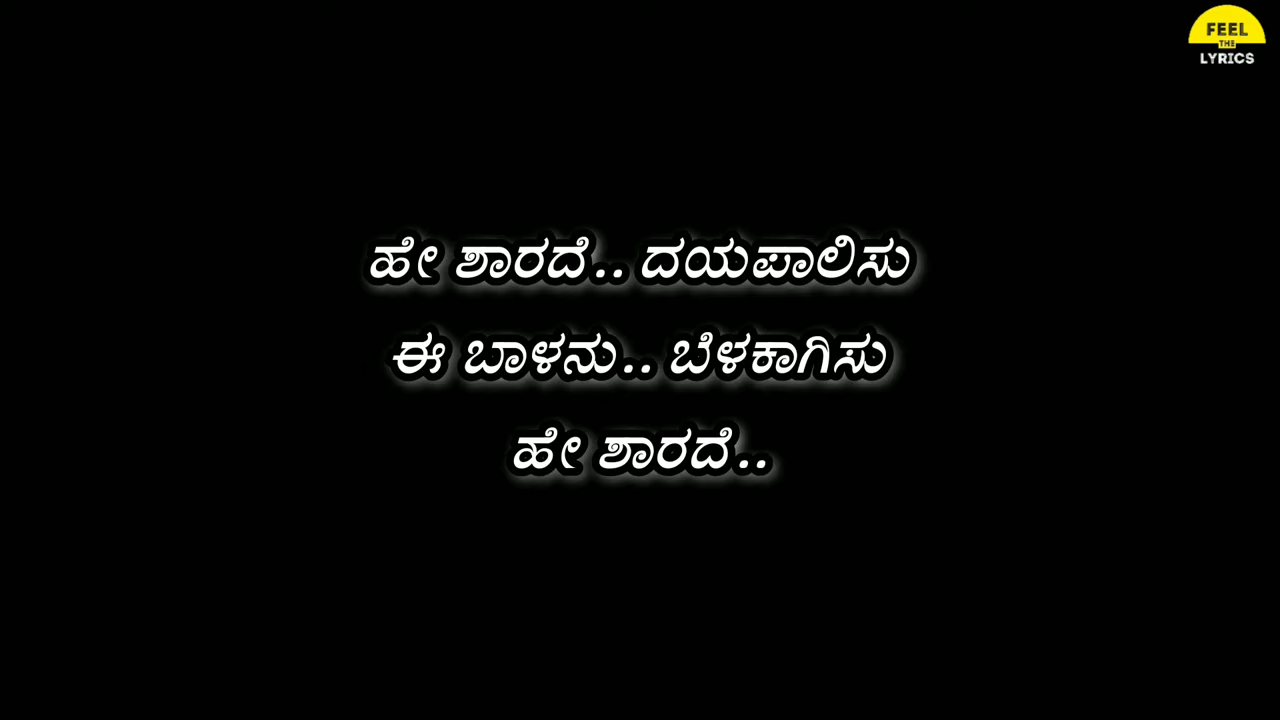 FEEL
THE
LYRICS
ಹೇ ಶಾರದೆ.. ದಯಪಾಲಿಸು
ಈ ಬಾಳನು.. ಬೆಳಕಾಗಿಸು
ಹೇ ಶಾರದೆ..